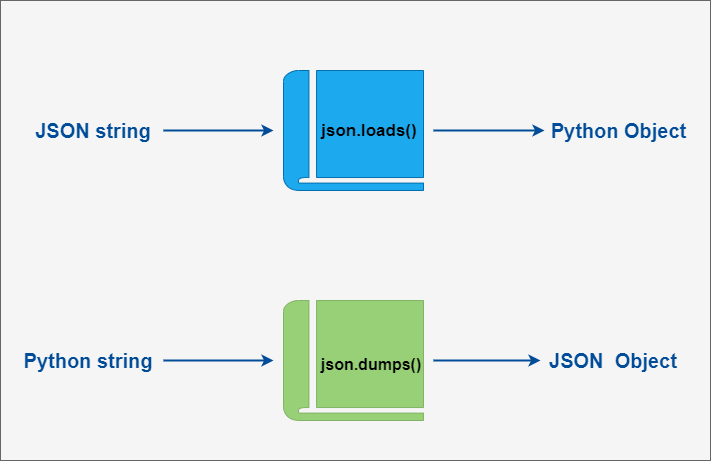 JSON string json.loads() Python Object
Python string json.dumps() JSON Object